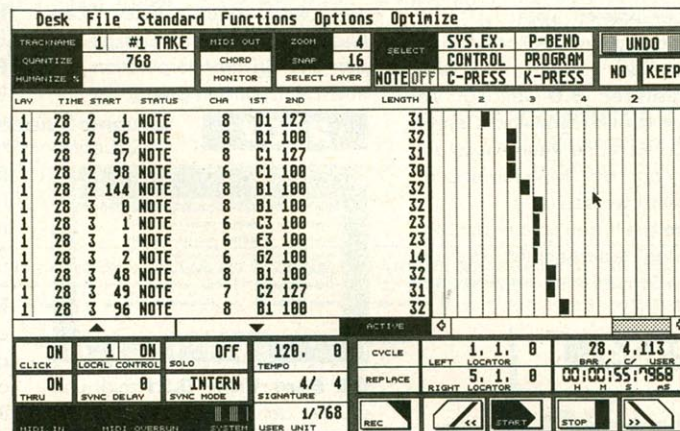 Desk File Standard Functions Options Optimize
TRACKNAME 1 #1 TAKE MIDI OUT ZOOM 4 SELECT SYS.EX. P-BEND UNDO
QUANTIZE 768 CHORD SNAP 16 CONTROL PROGRAM NO KEEP
HUMANIZE % MONITOR SELECT LAYER NOTE OFF C-PRESS K-PRESS
LAY TIME START STATUS CHA 1ST 2ND LENGTH 2 3 4 2
1 28 2 NOTE 8 D1 127 31
1 28 2 96 NOTE 8 B1 100 32
1 28 2 97 NOTE 8 C1 127 31
1 28 2 98 NOTE 6 C1 100 30
1 28 2 144 NOTE 8 B1 100 32
1 28 3 0 NOTE 8 B1 100 32
1 28 3 1 NOTE 6 C3 100 23
1 28 3 1 NOTE 6 E3 100 23
1 28 3 2 NOTE 6 G2 100 14
1 28 3 48 NOTE 8 B1 100 32
1 28 3 49 NOTE 7 C2 127 31
1 28 3 96 NOTE 8 B1 100 32
ACTIVE
ON 1 ON OFF 120. 0 CYCLE 1. 1. 0 28. 4.113
CLICK LOCAL CONTROL SOLO TEMPO LEFT LOCATOR BAR / C/ USER
ON 0 INTERN 4/ 4 REPLACE 5. 1. 0 00:00:55:7968
THRU SYNC DELAY SYNC MODE SIGNATURE RIGHT LOCATOR H M S mS
MIDI IN MIDI OVERRUN SYSTEM 1/768 USER UNIT REC << START STOP >>